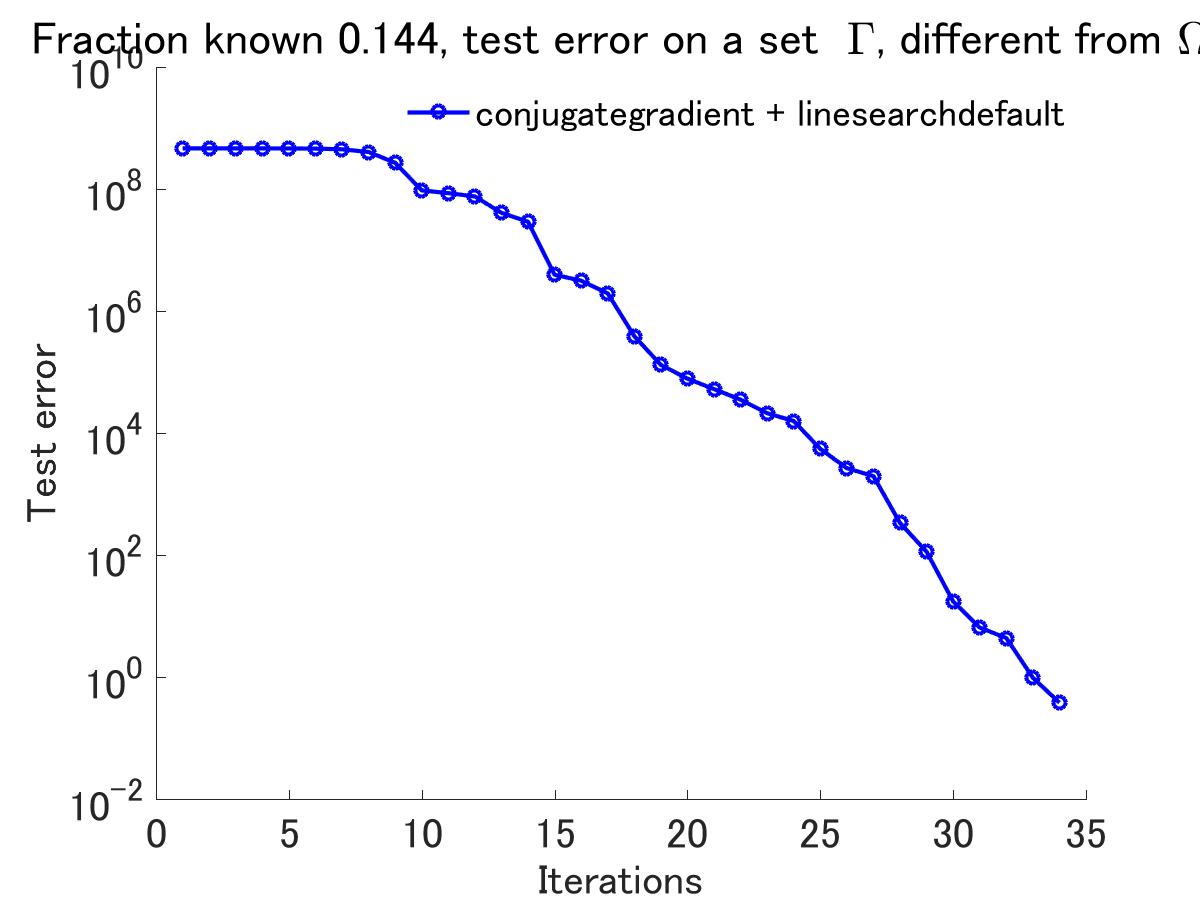 Fraction known 0.144, test error on a set Γ, different from Ω
10^10
conjugategradient + linesearchdefault
10^8
10^6
10^4
10^2
10^0
10^-2
Test error
0 5 10 15 20 25 30 35
Iterations